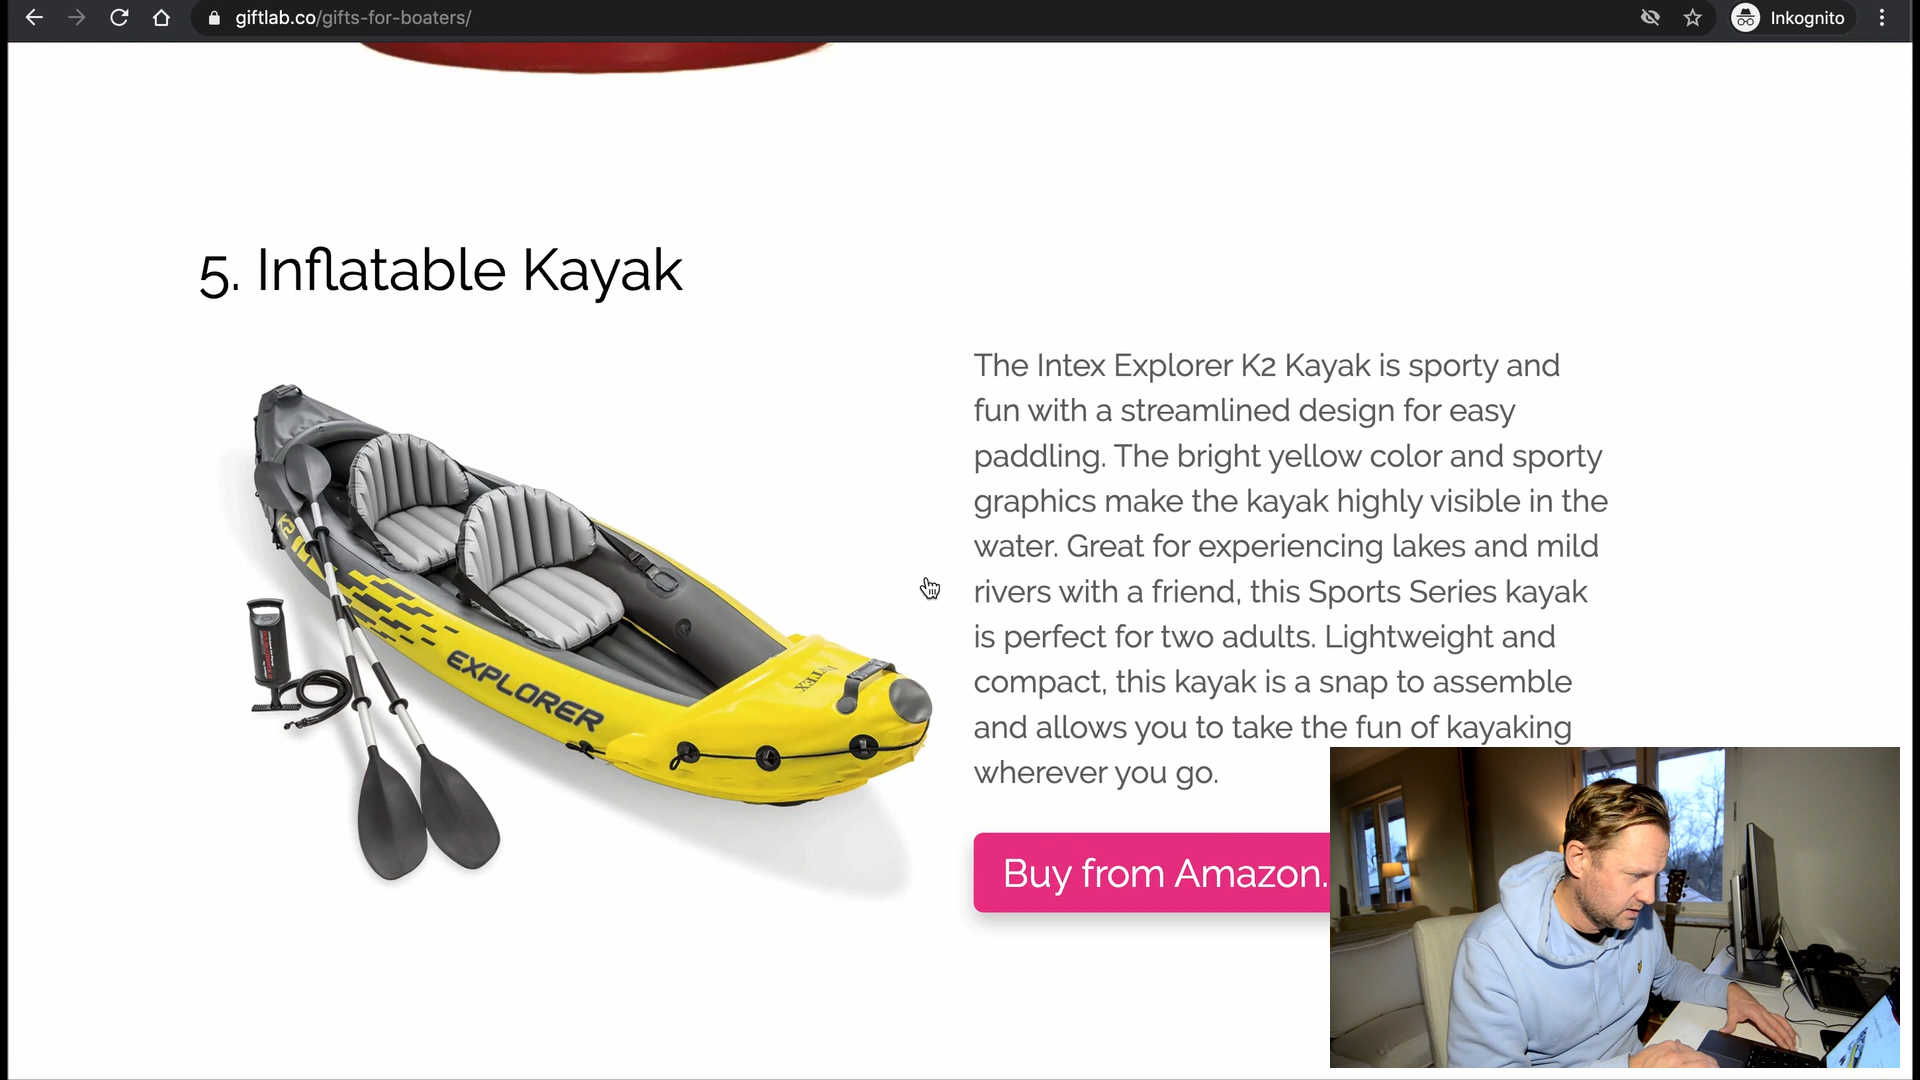 giftlab.co/gifts-for-boaters/
Inkognito
5. Inflatable Kayak
The Intex Explorer K2 Kayak is sporty and
fun with a streamlined design for easy
paddling. The bright yellow color and sporty
graphics make the kayak highly visible in the
water. Great for experiencing lakes and mild
rivers with a friend, this Sports Series kayak
is perfect for two adults. Lightweight and
compact, this kayak is a snap to assemble
and allows you to take the fun of kayaking
wherever you go.
Buy from Amazon.
EXPLORER
INTEX
K2